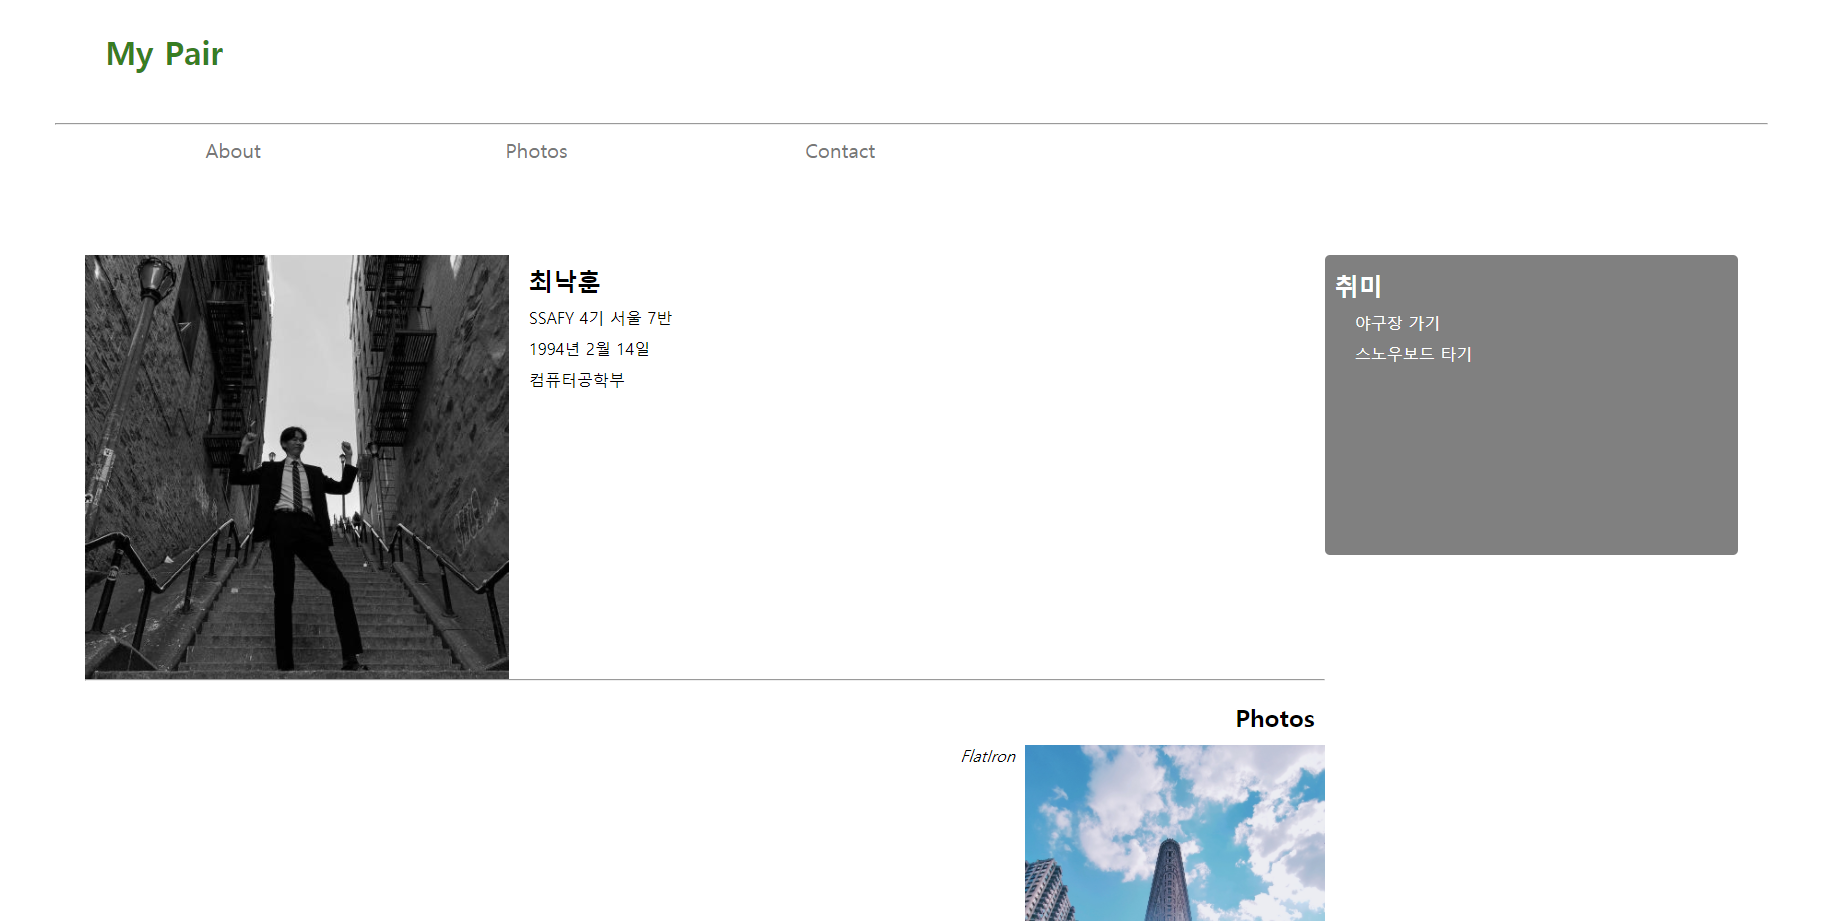 My Pair
About
Photos
Contact
최낙훈
SSAFY 4기 서울 7반
1994년 2월 14일
컴퓨터공학부
취미
야구장 가기
스노우보드 타기
Photos
FlatIron